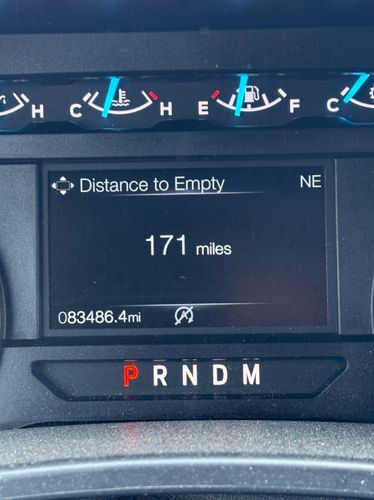 H C H E F C
Distance to Empty NE
171 miles
083486.4mi
P R N D M